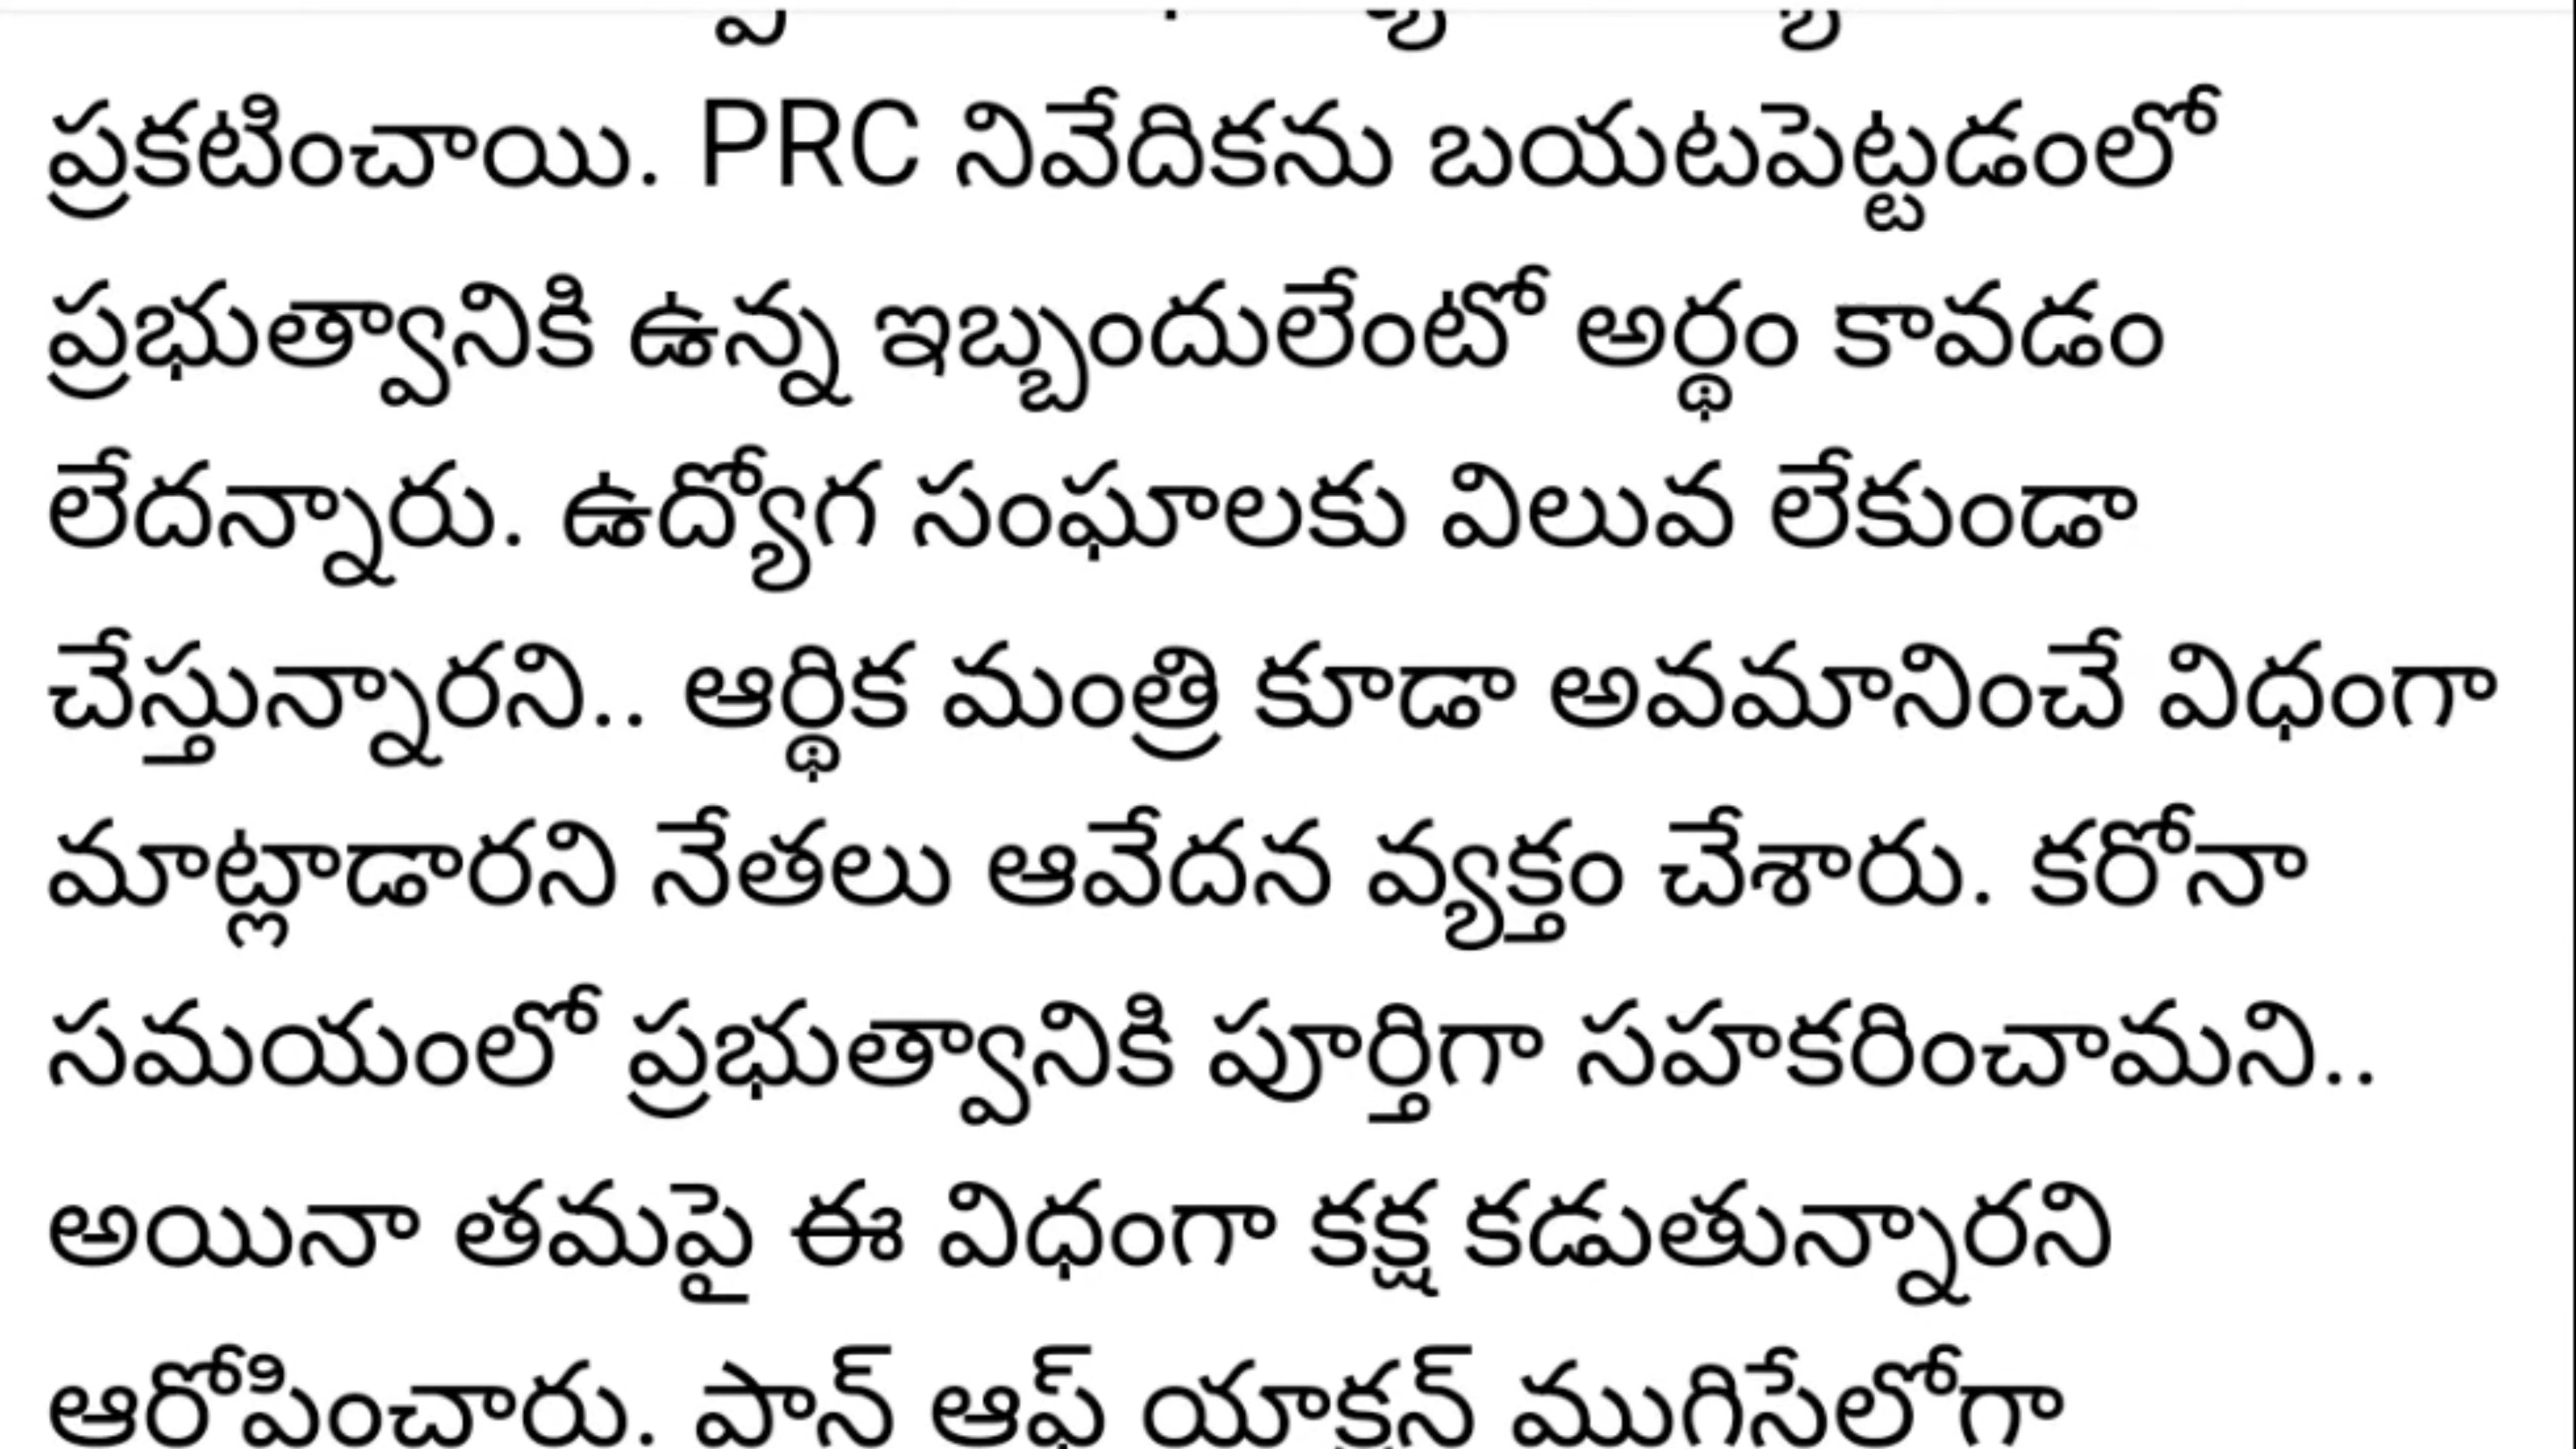 ప్రకటించాయి. PRC నివేదికను బయటపెట్టడంలో
ప్రభుత్వానికి ఉన్న ఇబ్బందులేంటో అర్థం కావడం
లేదన్నారు. ఉద్యోగ సంఘాలకు విలువ లేకుండా
చేస్తున్నారని.. ఆర్థిక మంత్రి కూడా అవమానించే విధంగా
మాట్లాడారని నేతలు ఆవేదన వ్యక్తం చేశారు. కరోనా
సమయంలో ప్రభుత్వానికి పూర్తిగా సహకరించామని..
అయినా తమపై ఈ విధంగా కక్ష కడుతున్నారని
ఆరోపించారు. పాన్ ఆఫ్ యాక్షన్ ముగిసేలోగా